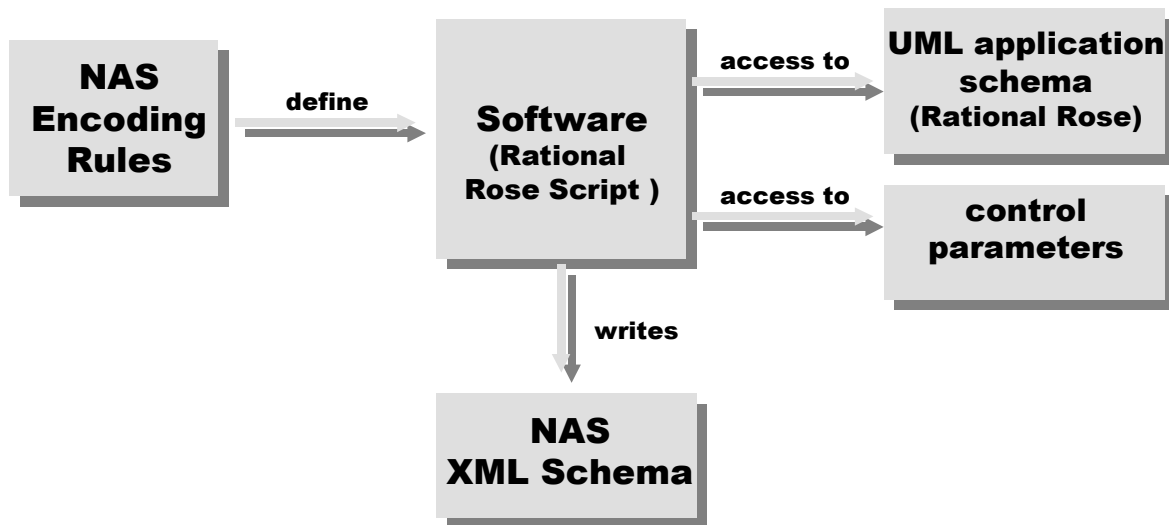 NAS
Encoding
Rules
define
Software
(Rational
Rose Script )
access to
UML application
schema
(Rational Rose)
access to
control
parameters
writes
NAS
XML Schema